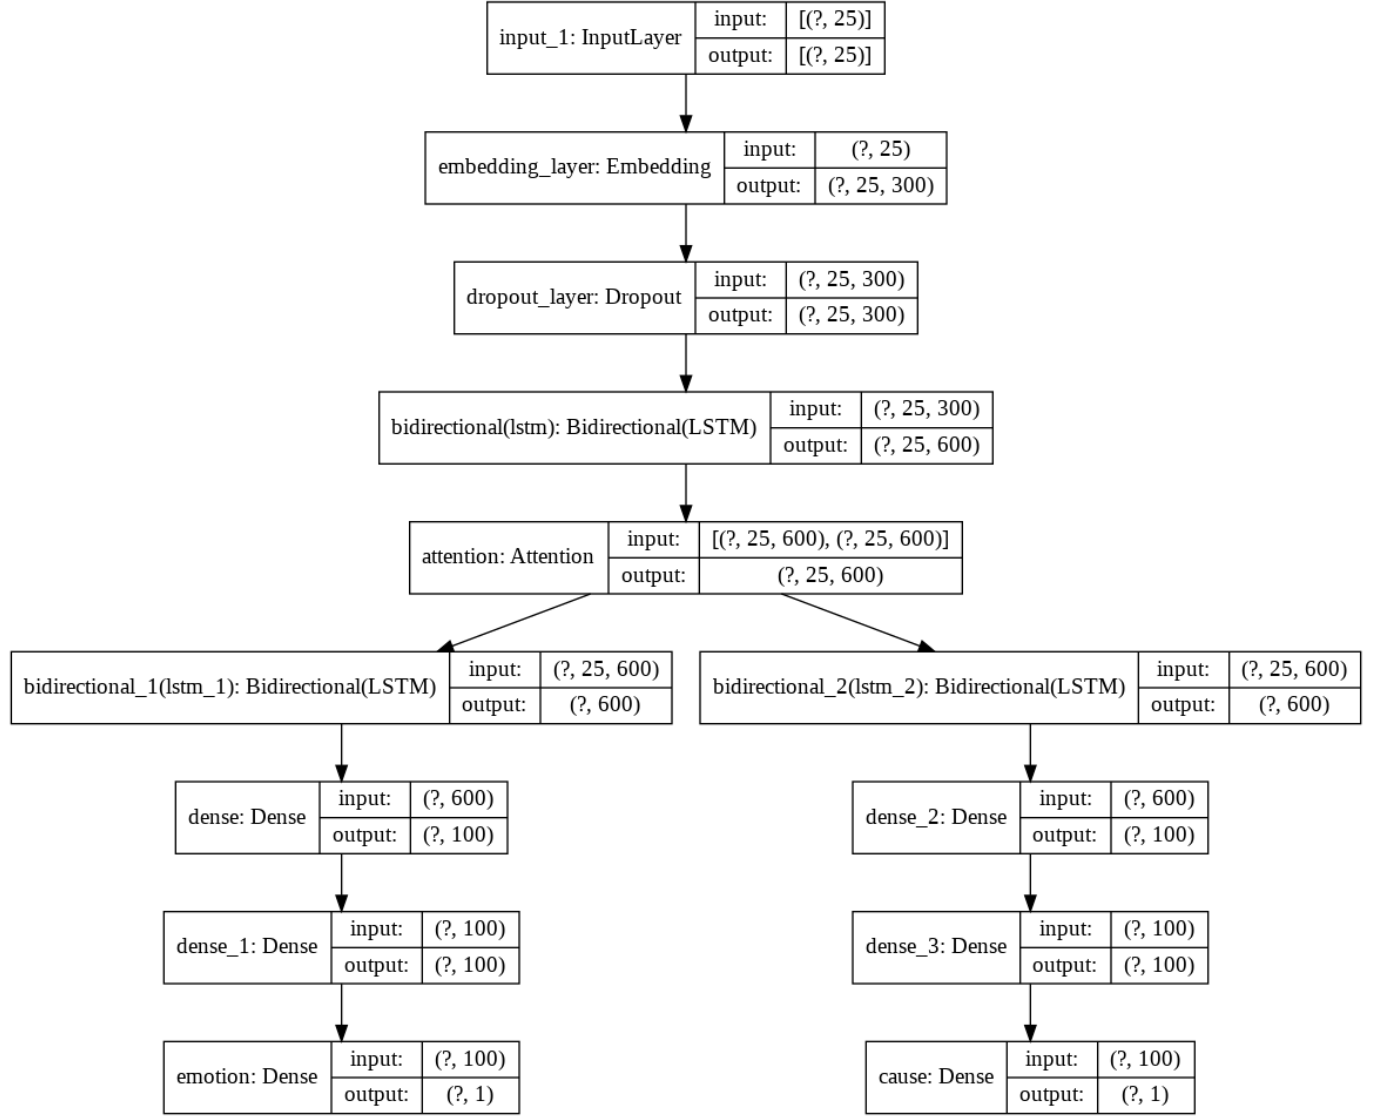 input_1: InputLayer
input: [(?, 25)]
output: [(?, 25)]
embedding_layer: Embedding
input: (?, 25)
output: (?, 25, 300)
dropout_layer: Dropout
input: (?, 25, 300)
output: (?, 25, 300)
bidirectional(lstm): Bidirectional(LSTM)
input: (?, 25, 300)
output: (?, 25, 600)
attention: Attention
input: [(?, 25, 600), (?, 25, 600)]
output: (?, 25, 600)
bidirectional_1(lstm_1): Bidirectional(LSTM)
input: (?, 25, 600)
output: (?, 600)
bidirectional_2(lstm_2): Bidirectional(LSTM)
input: (?, 25, 600)
output: (?, 600)
dense: Dense
input: (?, 600)
output: (?, 100)
dense_2: Dense
input: (?, 600)
output: (?, 100)
dense_1: Dense
input: (?, 100)
output: (?, 100)
dense_3: Dense
input: (?, 100)
output: (?, 100)
emotion: Dense
input: (?, 100)
output: (?, 1)
cause: Dense
input: (?, 100)
output: (?, 1)